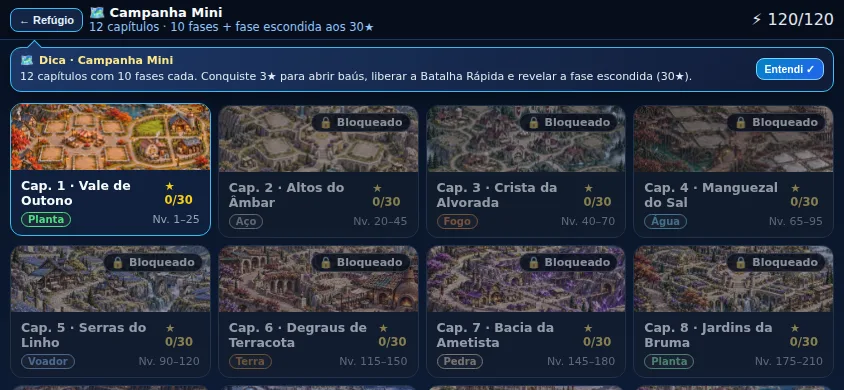 ← Refúgio
Campanha Mini
12 capítulos · 10 fases + fase escondida aos 30★
⚡ 120/120
Dica · Campanha Mini
12 capítulos com 10 fases cada. Conquiste 3★ para abrir baús, liberar a Batalha Rápida e revelar a fase escondida (30★).
Entendi ✓
Cap. 1 · Vale de
Outono
★
0/30
Planta
Nv. 1–25
Bloqueado
Cap. 2 · Altos do
Âmbar
★
0/30
Aço
Nv. 20–45
Bloqueado
Cap. 3 · Crista da
Alvorada
★
0/30
Fogo
Nv. 40–70
Bloqueado
Cap. 4 · Manguezal
do Sal
★
0/30
Água
Nv. 65–95
Bloqueado
Cap. 5 · Serras do
Linho
★
0/30
Voador
Nv. 90–120
Bloqueado
Cap. 6 · Degraus de
Terracota
★
0/30
Terra
Nv. 115–150
Bloqueado
Cap. 7 · Bacia da
Ametista
★
0/30
Pedra
Nv. 145–180
Bloqueado
Cap. 8 · Jardins da
Bruma
★
0/30
Planta
Nv. 175–210